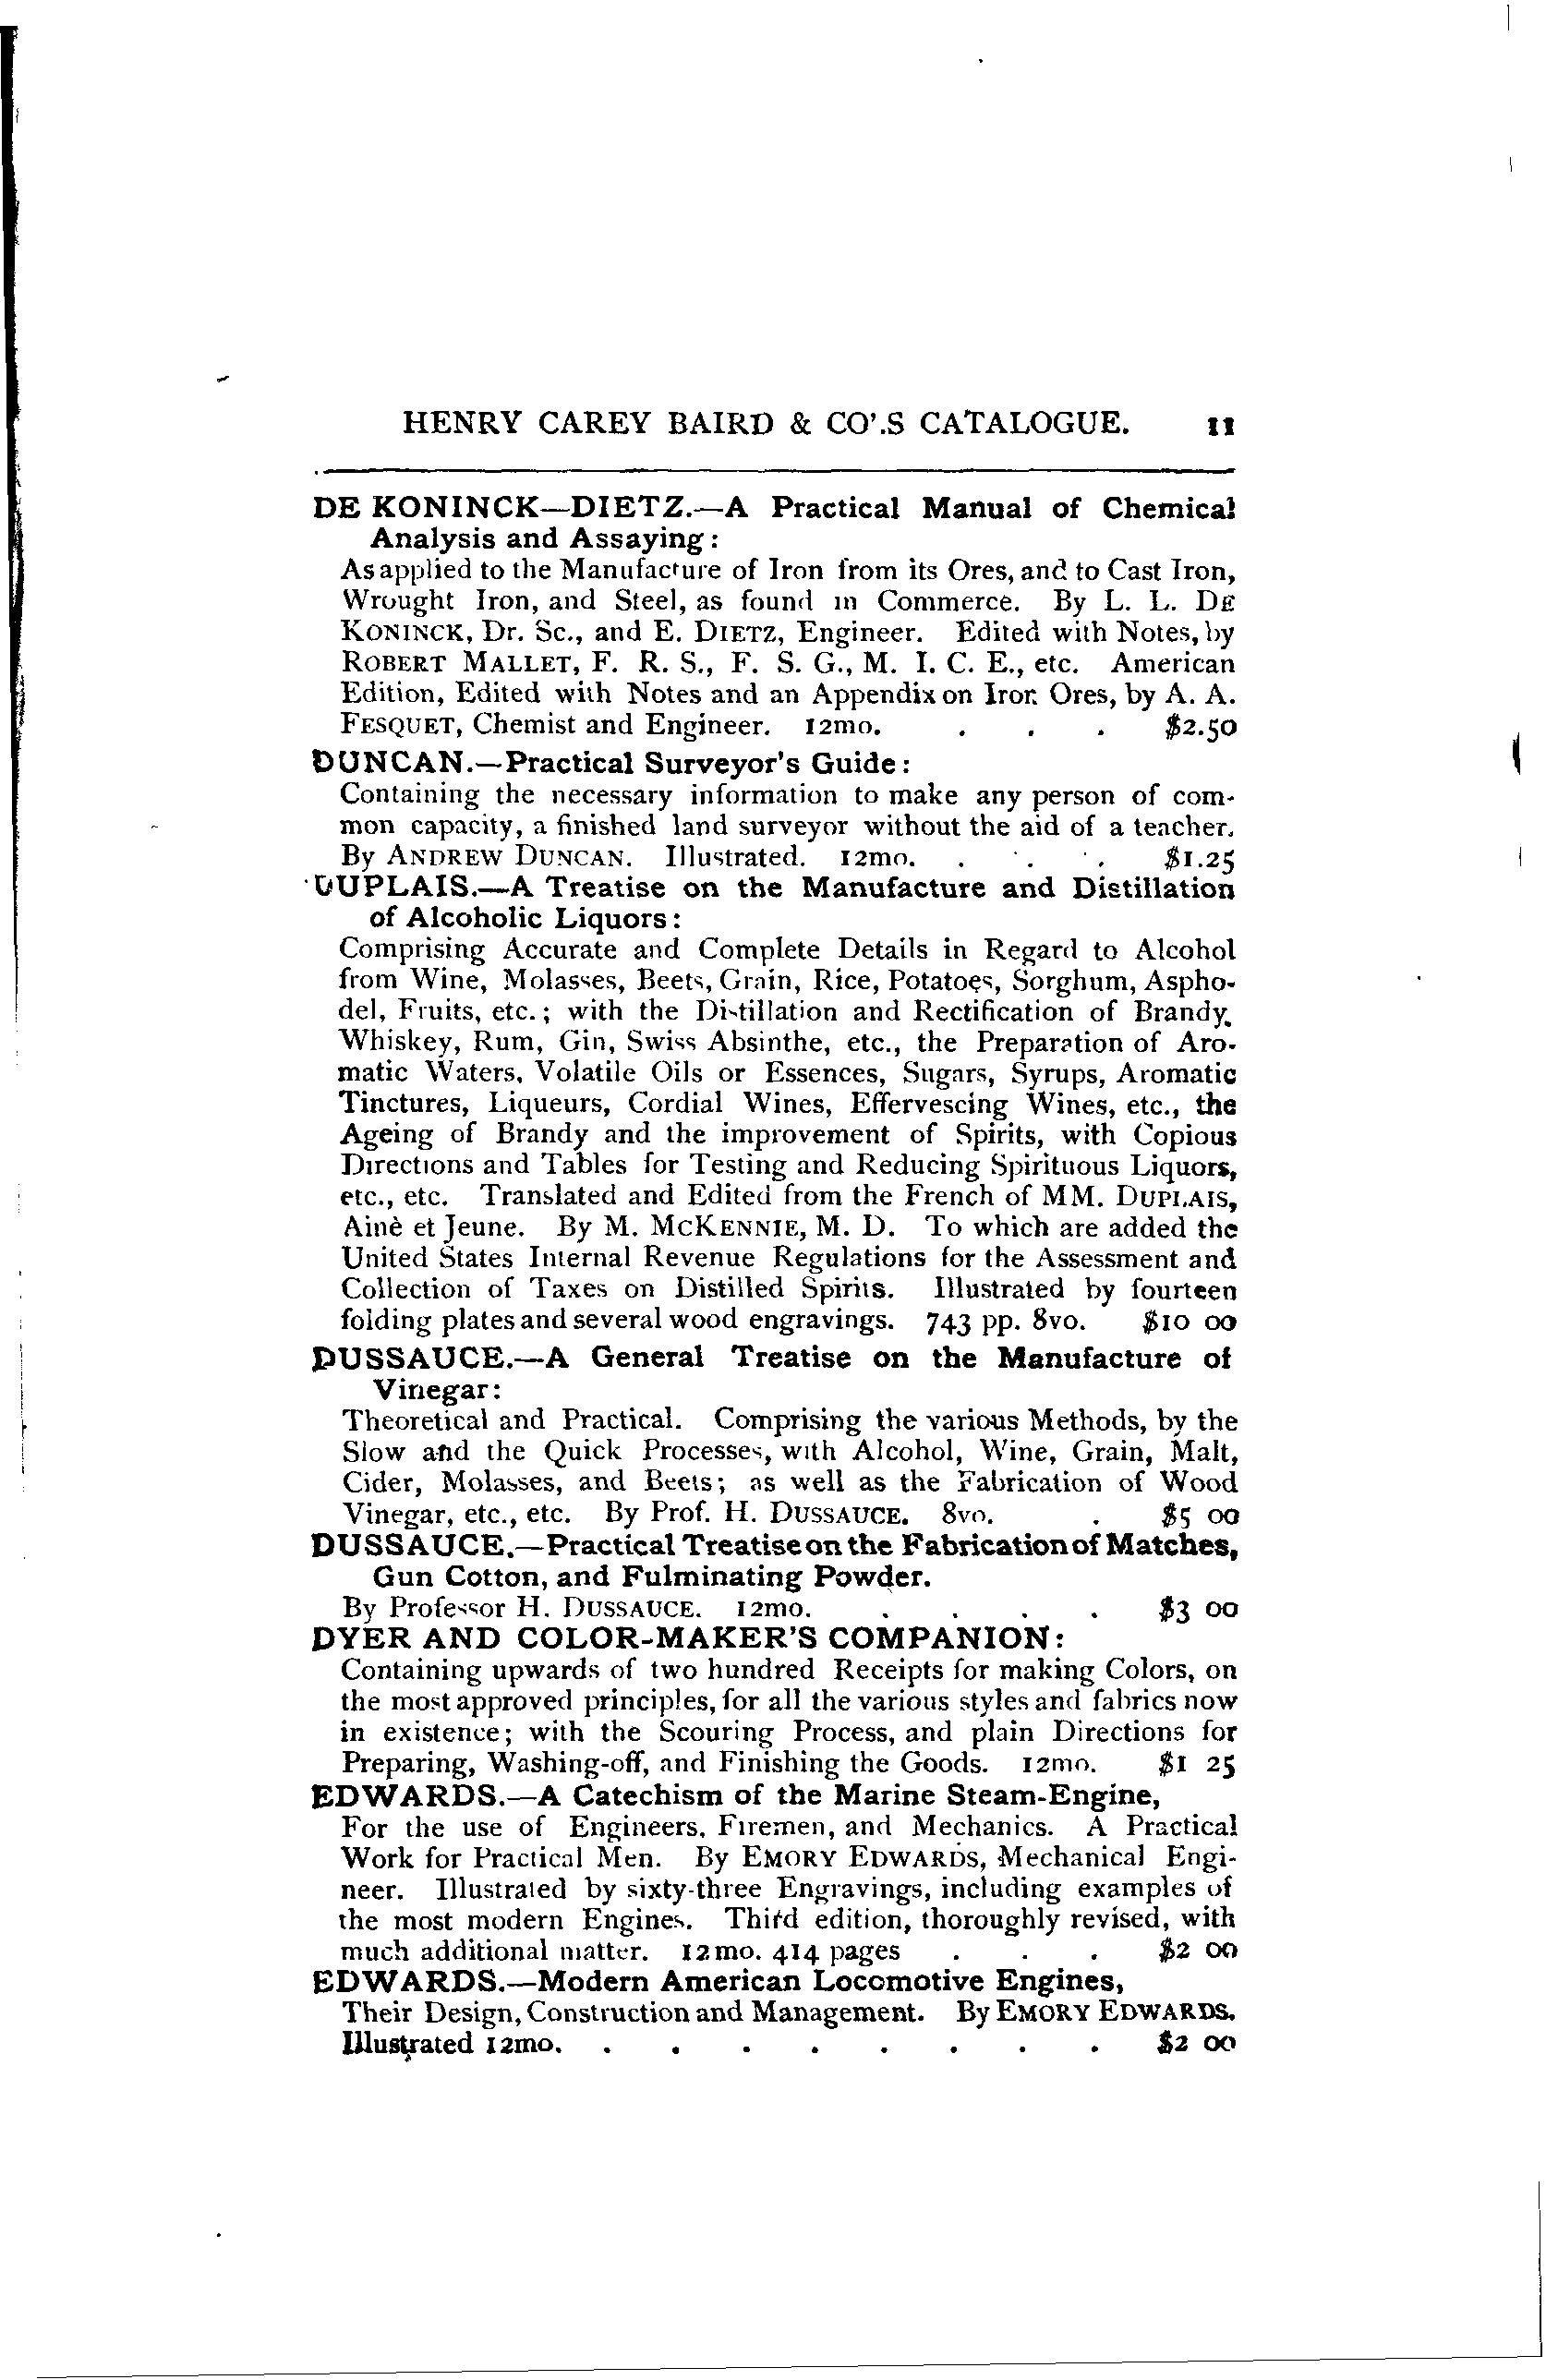 HENRY CAREY BAIRD & CO'.S CATALOGUE. 11
DE KONINCK—DIETZ.—A Practical Manual of Chemical
Analysis and Assaying:
As applied to the Manufacture of Iron from its Ores, and to Cast Iron,
Wrought Iron, and Steel, as found in Commerce. By L. L. DE
KONINCK, Dr. Sc., and E. DIETZ, Engineer. Edited with Notes, by
ROBERT MALLET, F. R. S., F. S. G., M. I. C. E., etc. American
Edition, Edited with Notes and an Appendix on Iron Ores, by A. A.
FESQUET, Chemist and Engineer. 12mo. . . . $2.50
DUNCAN.—Practical Surveyor's Guide:
Containing the necessary information to make any person of com-
mon capacity, a finished land surveyor without the aid of a teacher.
By ANDREW DUNCAN. Illustrated. 12mo. . . . $1.25
DUPLAIS.—A Treatise on the Manufacture and Distillation
of Alcoholic Liquors:
Comprising Accurate and Complete Details in Regard to Alcohol
from Wine, Molasses, Beets, Grain, Rice, Potatoes, Sorghum, Aspho-
del, Fruits, etc.; with the Distillation and Rectification of Brandy,
Whiskey, Rum, Gin, Swiss Absinthe, etc., the Preparation of Aro-
matic Waters, Volatile Oils or Essences, Sugars, Syrups, Aromatic
Tinctures, Liqueurs, Cordial Wines, Effervescing Wines, etc., the
Ageing of Brandy and the improvement of Spirits, with Copious
Directions and Tables for Testing and Reducing Spirituous Liquors,
etc., etc. Translated and Edited from the French of MM. DUPLAIS,
Ainè et Jeune. By M. MCKENNIE, M. D. To which are added the
United States Internal Revenue Regulations for the Assessment and
Collection of Taxes on Distilled Spirits. Illustrated by fourteen
folding plates and several wood engravings. 743 pp. 8vo. $10 00
DUSSAUCE.—A General Treatise on the Manufacture of
Vinegar:
Theoretical and Practical. Comprising the various Methods, by the
Slow and the Quick Processes, with Alcohol, Wine, Grain, Malt,
Cider, Molasses, and Beets; as well as the Fabrication of Wood
Vinegar, etc., etc. By Prof. H. DUSSAUCE. 8vo. . $5 00
DUSSAUCE.—Practical Treatise on the Fabrication of Matches,
Gun Cotton, and Fulminating Powder.
By Professor H. DUSSAUCE. 12mo. . . . . $3 00
DYER AND COLOR-MAKER'S COMPANION:
Containing upwards of two hundred Receipts for making Colors, on
the most approved principles, for all the various styles and fabrics now
in existence; with the Scouring Process, and plain Directions for
Preparing, Washing-off, and Finishing the Goods. 12mo. $1 25
EDWARDS.—A Catechism of the Marine Steam-Engine,
For the use of Engineers, Firemen, and Mechanics. A Practical
Work for Practical Men. By EMORY EDWARDS, Mechanical Engi-
neer. Illustrated by sixty-three Engravings, including examples of
the most modern Engines. Third edition, thoroughly revised, with
much additional matter. 12mo. 414 pages . . . $2 00
EDWARDS.—Modern American Locomotive Engines,
Their Design, Construction and Management. By EMORY EDWARDS.
Illustrated 12mo. . . . . . . . . $2 00